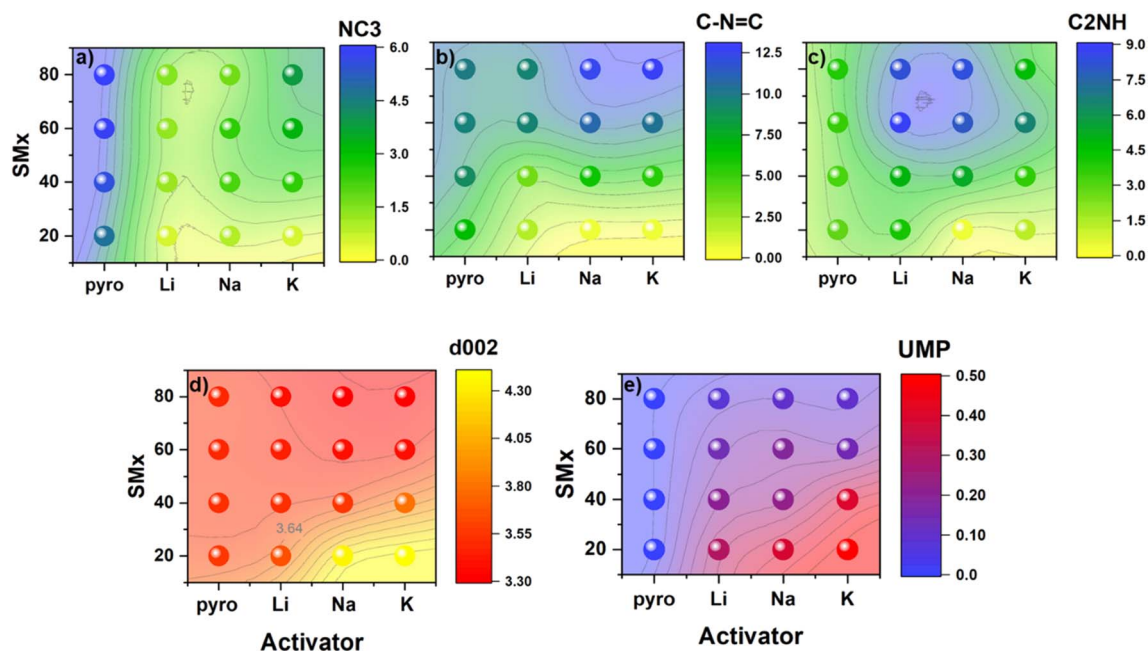 NC3
a)
6.0
4.5
3.0
1.5
0.0
SMx
80
60
40
20
pyro Li Na K
C-N=C
b)
12.5
10.0
7.50
5.00
2.50
0.00
pyro Li Na K
C2NH
c)
9.0
7.5
6.0
4.5
3.0
1.5
0.0
pyro Li Na K
d002
d)
4.30
4.05
3.80
3.55
3.30
SMx
80
60
40
20
3.64
pyro Li Na K
Activator
UMP
e)
0.50
0.40
0.30
0.20
0.10
0.0
SMx
80
60
40
20
pyro Li Na K
Activator